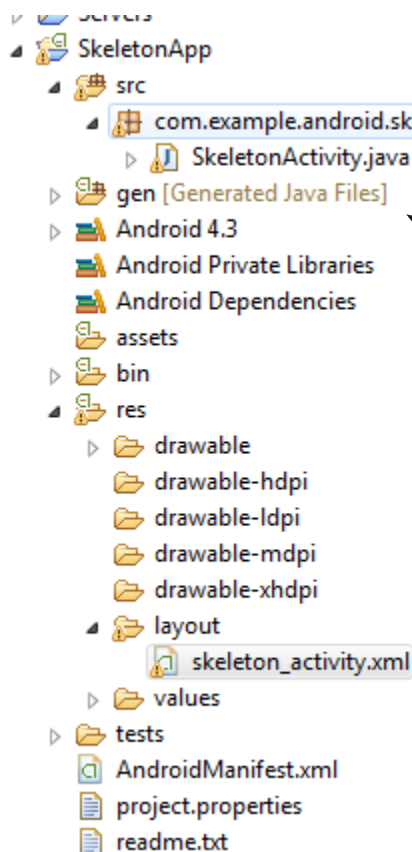 Servers
SkeletonApp
src
com.example.android.sk
SkeletonActivity.java
gen [Generated Java Files]
Android 4.3
Android Private Libraries
Android Dependencies
assets
bin
res
drawable
drawable-hdpi
drawable-ldpi
drawable-mdpi
drawable-xhdpi
layout
skeleton_activity.xml
values
tests
AndroidManifest.xml
project.properties
readme.txt